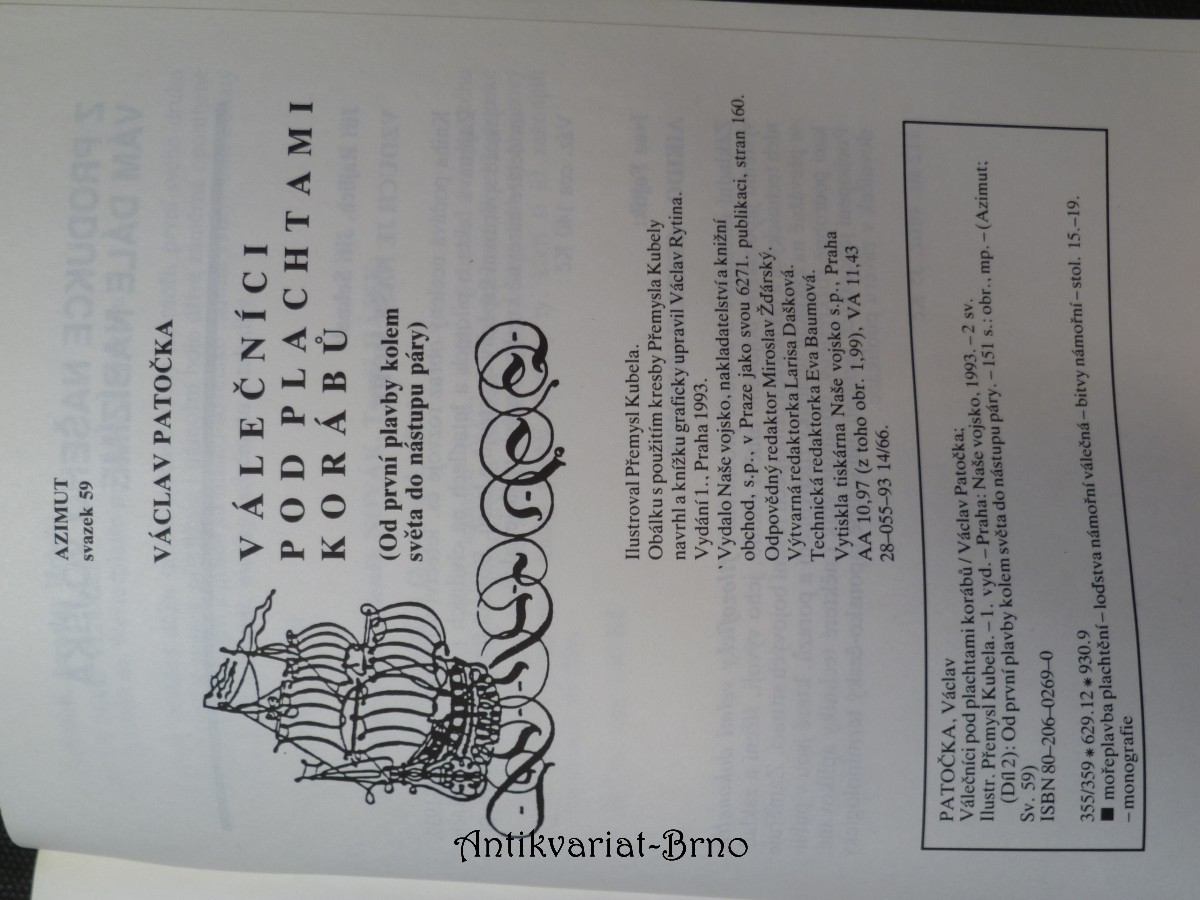 AZIMUT
svazek 59
VÁCLAV PATOČKA
VÁLEČNÍCI
POD PLACHTAMI
KORÁBŮ
(Od první plavby kolem
světa do nástupu páry)
Ilustroval Přemysl Kubela.
Obálku s použitím kresby Přemysla Kubely
navrhl a knížku graficky upravil Václav Rytina.
Vydání 1., Praha 1993.
Vydalo Naše vojsko, nakladatelství a knižní
obchod, s.p., v Praze jako svou 6271. publikaci, stran 160.
Odpovědný redaktor Miroslav Žďárský.
Výtvarná redaktorka Larisa Dašková.
Technická redaktorka Eva Baumová.
Vytiskla tiskárna Naše vojsko s.p., Praha
AA 10,97 (z toho obr. 1,99), VA 11,43
28–055–93 14/66.
PATOČKA, Václav
Válečníci pod plachtami korábů / Václav Patočka;
Ilustr. Přemysl Kubela. – 1. vyd. – Praha: Naše vojsko, 1993. – 2 sv.
(Díl 2): Od první plavby kolem světa do nástupu páry. – 151 s.: obr., mp. – (Azimut;
Sv. 59)
ISBN 80–206–0269–0
355/359 * 629.12 * 930.9
■ mořeplavba plachtění – loďstva námořní válečná – bitvy námořní – stol. 15.–19.
– monografie
Antikvariat-Brno